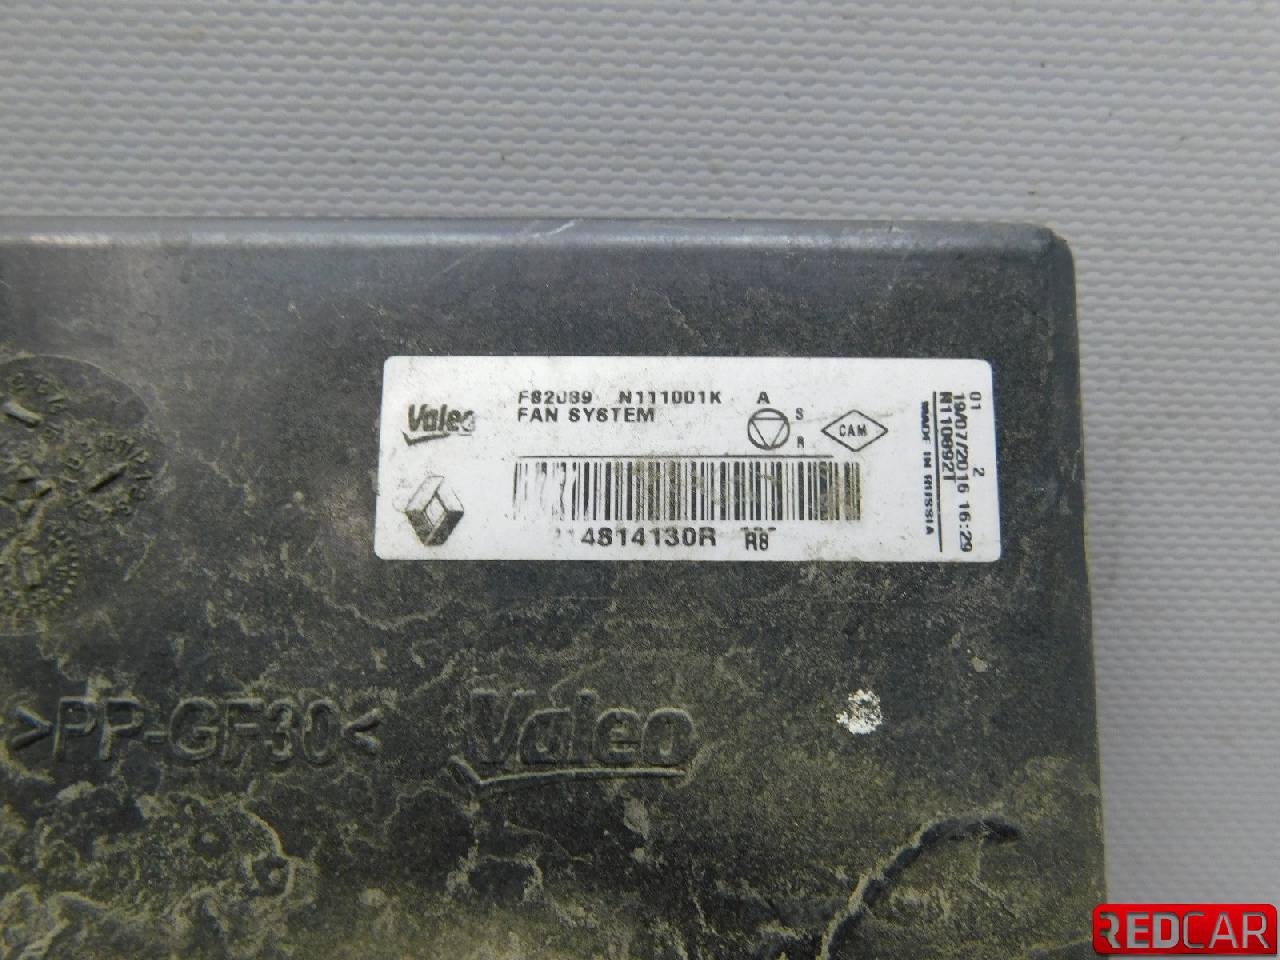 Valeo
F82089 N111001K A
FAN SYSTEM
S
R
CAM
14814130R R8
01 2
19/07/2016 16:29
N110892T
MADE IN RUSSIA
>PP-GF30<
Valeo
REDCAR